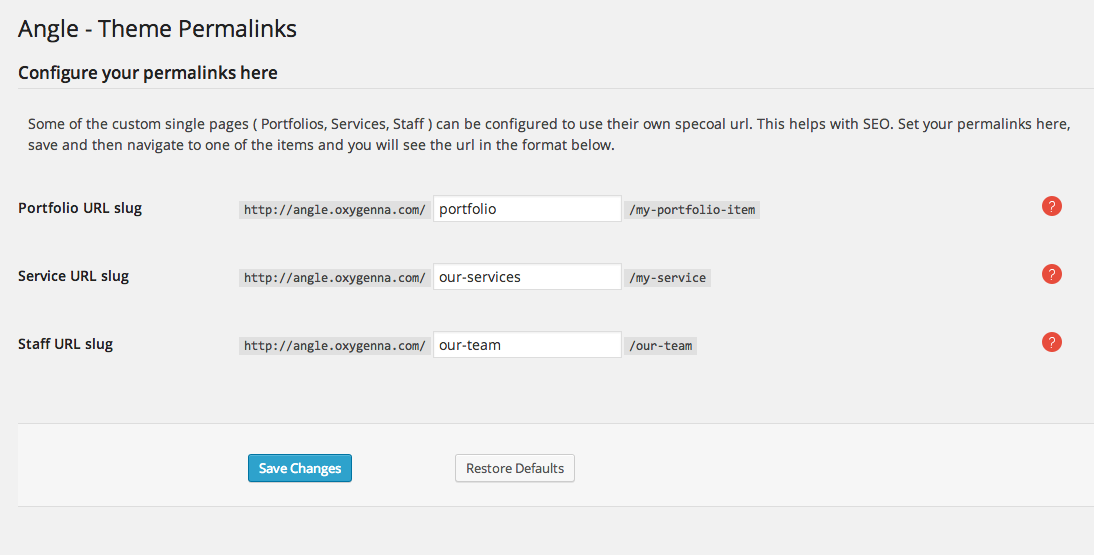 Angle - Theme Permalinks
Configure your permalinks here
Some of the custom single pages ( Portfolios, Services, Staff ) can be configured to use their own specoal url. This helps with SEO. Set your permalinks here,
save and then navigate to one of the items and you will see the url in the format below.
Portfolio URL slug http://angle.oxygenna.com/ portfolio /my-portfolio-item ?
Service URL slug http://angle.oxygenna.com/ our-services /my-service ?
Staff URL slug http://angle.oxygenna.com/ our-team /our-team ?
Save Changes Restore Defaults